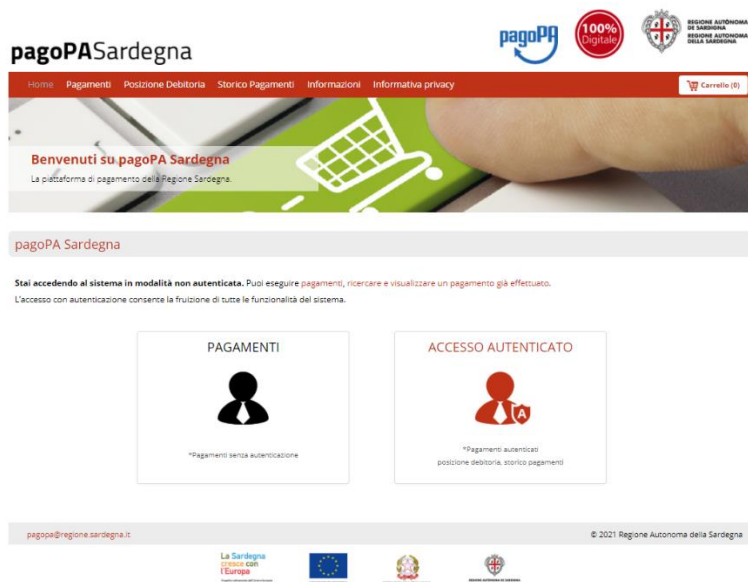 pagoPASardegna
pagoPA
100%
Digitale
REGIONE AUTÒNOMA
DE SARDIGNA
REGIONE AUTONOMA
DELLA SARDEGNA
Home Pagamenti Posizione Debitoria Storico Pagamenti Informazioni Informativa privacy Carrello (0)
Benvenuti su pagoPA Sardegna
La piattaforma di pagamento della Regione Sardegna.
pagoPA Sardegna
Stai accedendo al sistema in modalità non autenticata. Puoi eseguire pagamenti, ricercare e visualizzare un pagamento già effettuato.
L'accesso con autenticazione consente la fruizione di tutte le funzionalità del sistema.
PAGAMENTI
*Pagamenti senza autenticazione
ACCESSO AUTENTICATO
A
*Pagamenti autenticati
posizione debitoria, storico pagamenti
pagopa@regione.sardegna.it © 2021 Regione Autonoma della Sardegna
La Sardegna
cresce con
l'Europa